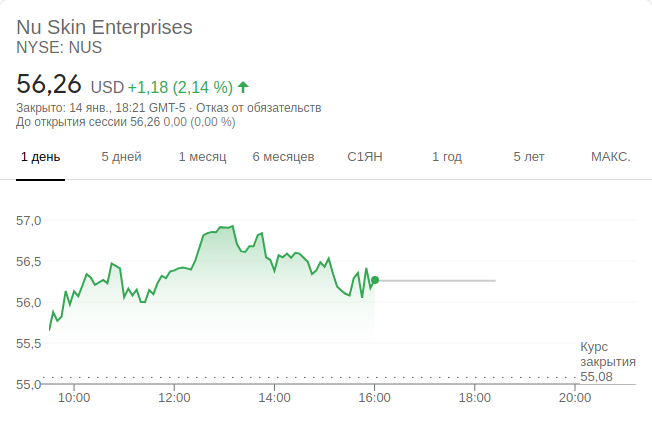 Nu Skin Enterprises
NYSE: NUS
56,26 USD +1,18 (2,14 %)
Закрыто: 14 янв., 18:21 GMT-5 · Отказ от обязательств
До открытия сессии 56,26 0,00 (0,00 %)
1 день 5 дней 1 месяц 6 месяцев С1ЯН 1 год 5 лет МАКС.
57,0
56,5
56,0
55,5
55,0
Курс
закрытия
55,08
10:00 12:00 14:00 16:00 18:00 20:00